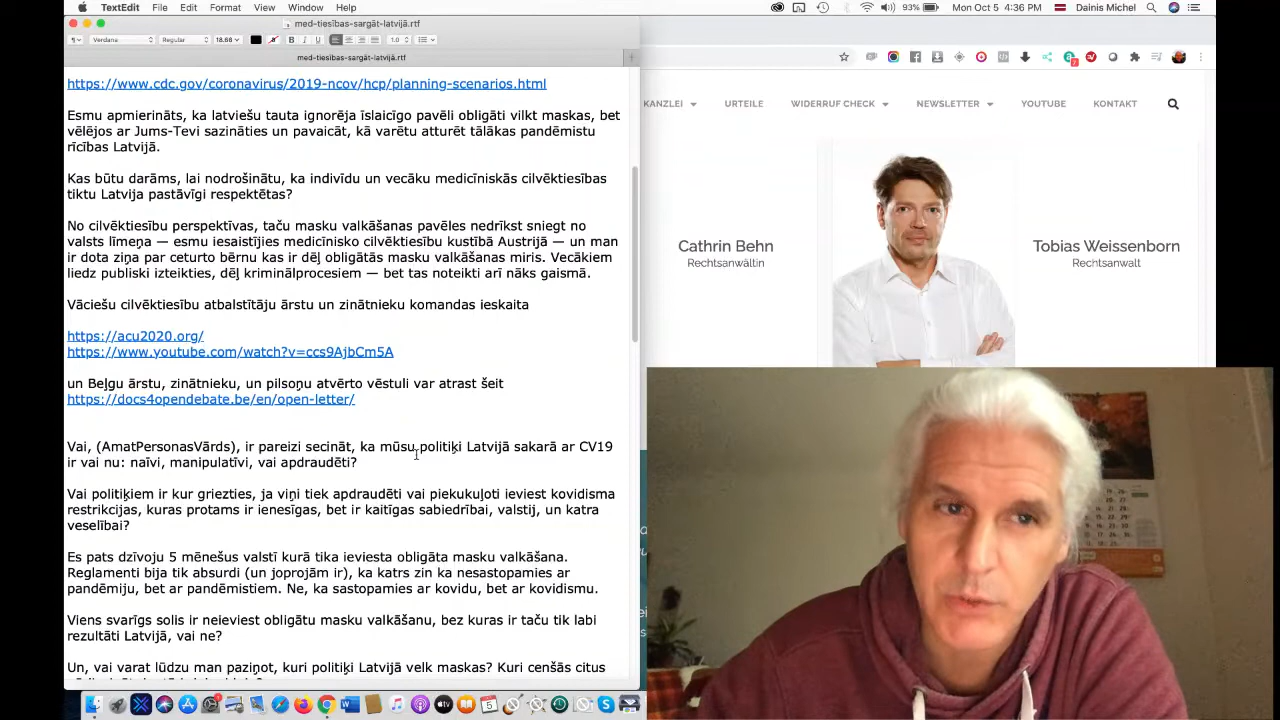 TextEdit File Edit Format View Window Help 93% Mon Oct 5 4:36 PM Dainis Michel
med-tiesības-sargāt-latvijā.rtf
Verdana Regular 18.66 B I U 1.0
med-tiesības-sargāt-latvijā.rtf
https://www.cdc.gov/coronavirus/2019-ncov/hcp/planning-scenarios.html
Esmu apmierināts, ka latviešu tauta ignorēja īslaicīgo pavēli obligāti vilkt maskas, bet
vēlējos ar Jums-Tevi sazināties un pavaicāt, kā varētu atturēt tālākas pandēmistu
rīcības Latvijā.
Kas būtu darāms, lai nodrošinātu, ka indivīdu un vecāku medicīniskās cilvēktiesības
tiktu Latvija pastāvīgi respektētas?
No cilvēktiesību perspektīvas, taču masku valkāšanas pavēles nedrīkst sniegt no
valsts līmeņa — esmu iesaistījies medicīnisko cilvēktiesību kustībā Austrijā — un man
ir dota ziņa par ceturto bērnu kas ir dēļ obligātās masku valkāšanas miris. Vecākiem
liedz publiski izteikties, dēļ kriminālprocesiem — bet tas noteikti arī nāks gaismā.
Vāciešu cilvēktiesību atbalstītāju ārstu un zinātnieku komandas ieskaita
https://acu2020.org/
https://www.youtube.com/watch?v=ccs9AjbCm5A
un Beļgu ārstu, zinātnieku, un pilsoņu atvērto vēstuli var atrast šeit
https://docs4opendebate.be/en/open-letter/
Vai, (AmatPersonasVārds), ir pareizi secināt, ka mūsu politiķi Latvijā sakarā ar CV19
ir vai nu: naīvi, manipulatīvi, vai apdraudēti?
Vai politiķiem ir kur griezties, ja viņi tiek apdraudēti vai piekukuļoti ieviest kovidisma
restrikcijas, kuras protams ir ienesīgas, bet ir kaitīgas sabiedrībai, valstij, un katra
veselībai?
Es pats dzīvoju 5 mēnešus valstī kurā tika ieviesta obligāta masku valkāšana.
Reglamenti bija tik absurdi (un joprojām ir), ka katrs zin ka nesastopamies ar
pandēmiju, bet ar pandēmistiem. Ne, ka sastopamies ar kovidu, bet ar kovidismu.
Viens svarīgs solis ir neieviest obligātu masku valkāšanu, bez kuras ir taču tik labi
rezultāti Latvijā, vai ne?
Un, vai varat lūdzu man paziņot, kuri politiķi Latvijā velk maskas? Kuri cenšās citus
KANZLEI URTEILE WIDERRUF CHECK NEWSLETTER YOUTUBE KONTAKT
Cathrin Behn
Rechtsanwältin
Tobias Weissenborn
Rechtsanwalt